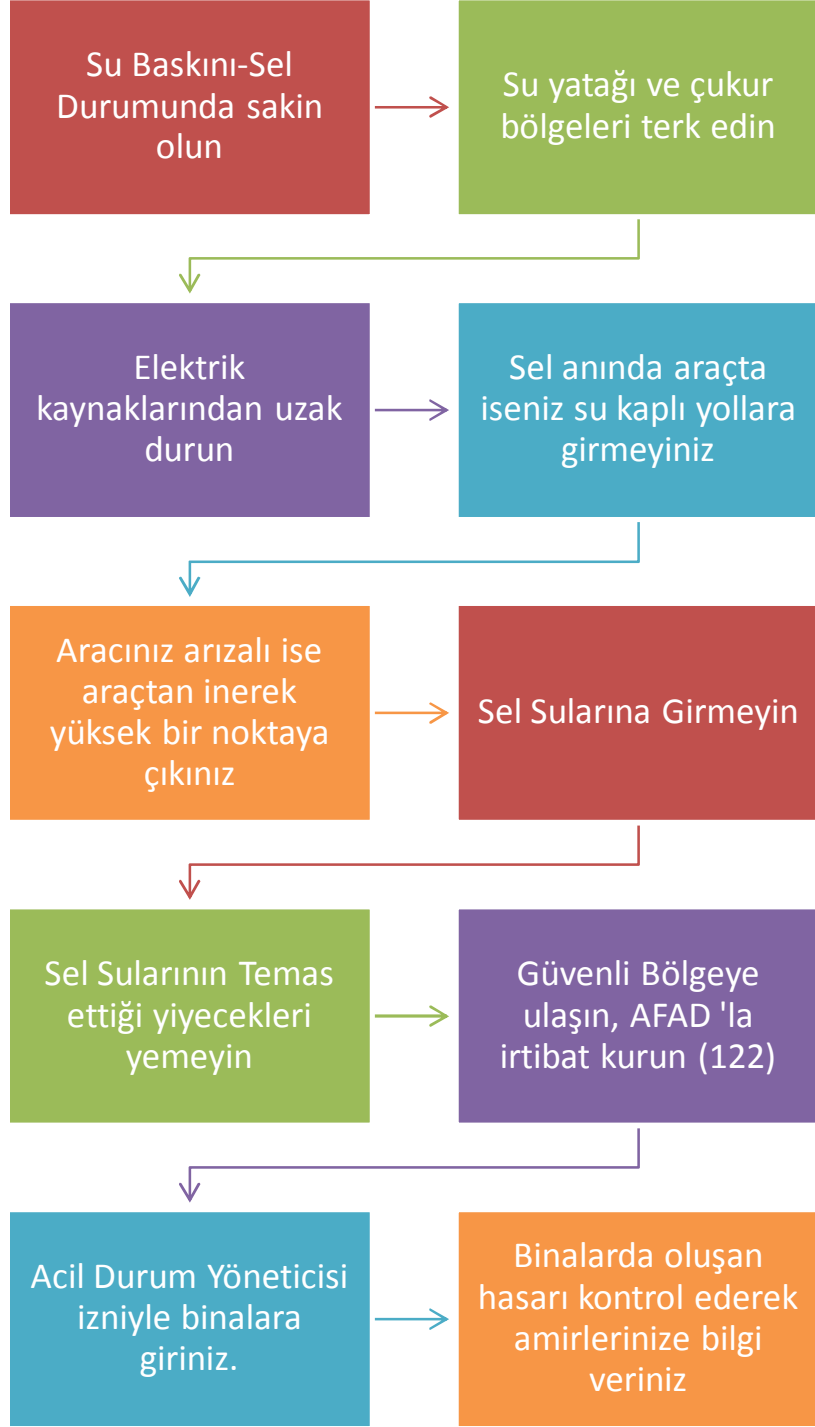 Su Baskını-Sel
Durumunda sakin
olun
Su yatağı ve çukur
bölgeleri terk edin
Elektrik
kaynaklarından uzak
durun
Sel anında araçta
iseniz su kaplı yollara
girmeyiniz
Aracınız arızalı ise
araçtan inerek
yüksek bir noktaya
çıkınız
Sel Sularına Girmeyin
Sel Sularının Temas
ettiği yiyecekleri
yemeyin
Güvenli Bölgeye
ulaşın, AFAD 'la
irtibat kurun (122)
Acil Durum Yöneticisi
izniyle binalara
giriniz.
Binalarda oluşan
hasarı kontrol ederek
amirlerinize bilgi
veriniz